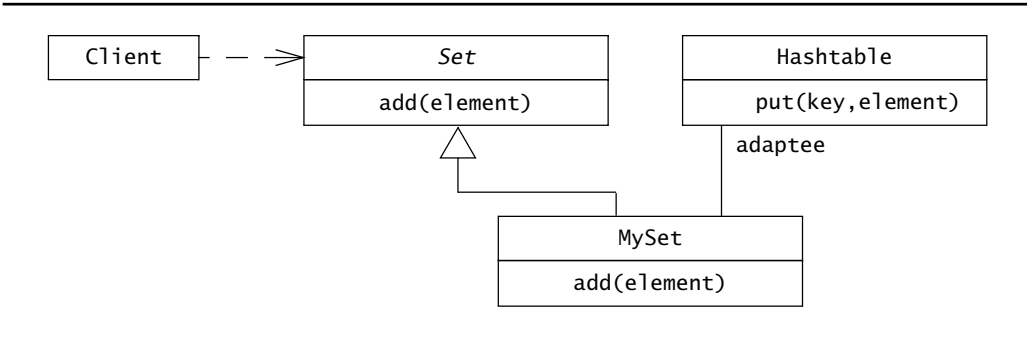 Client
Set
Hashtable
add(element)
put(key,element)
adaptee
MySet
add(element)